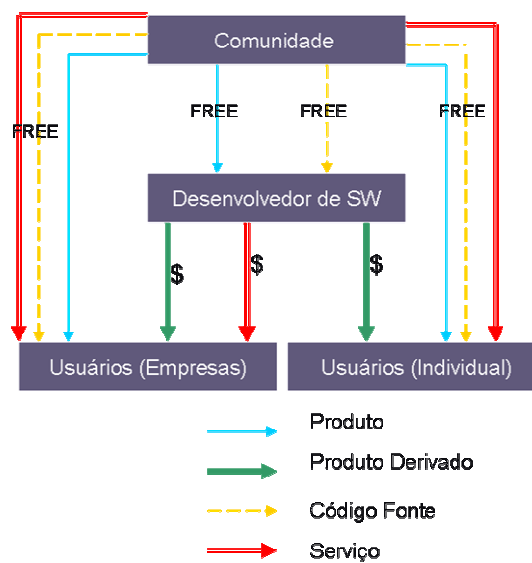 Comunidade
FREE
FREE
FREE
FREE
Desenvolvedor de SW
$
$
$
Usuários (Empresas)
Usuários (Individual)
Produto
Produto Derivado
Código Fonte
Serviço